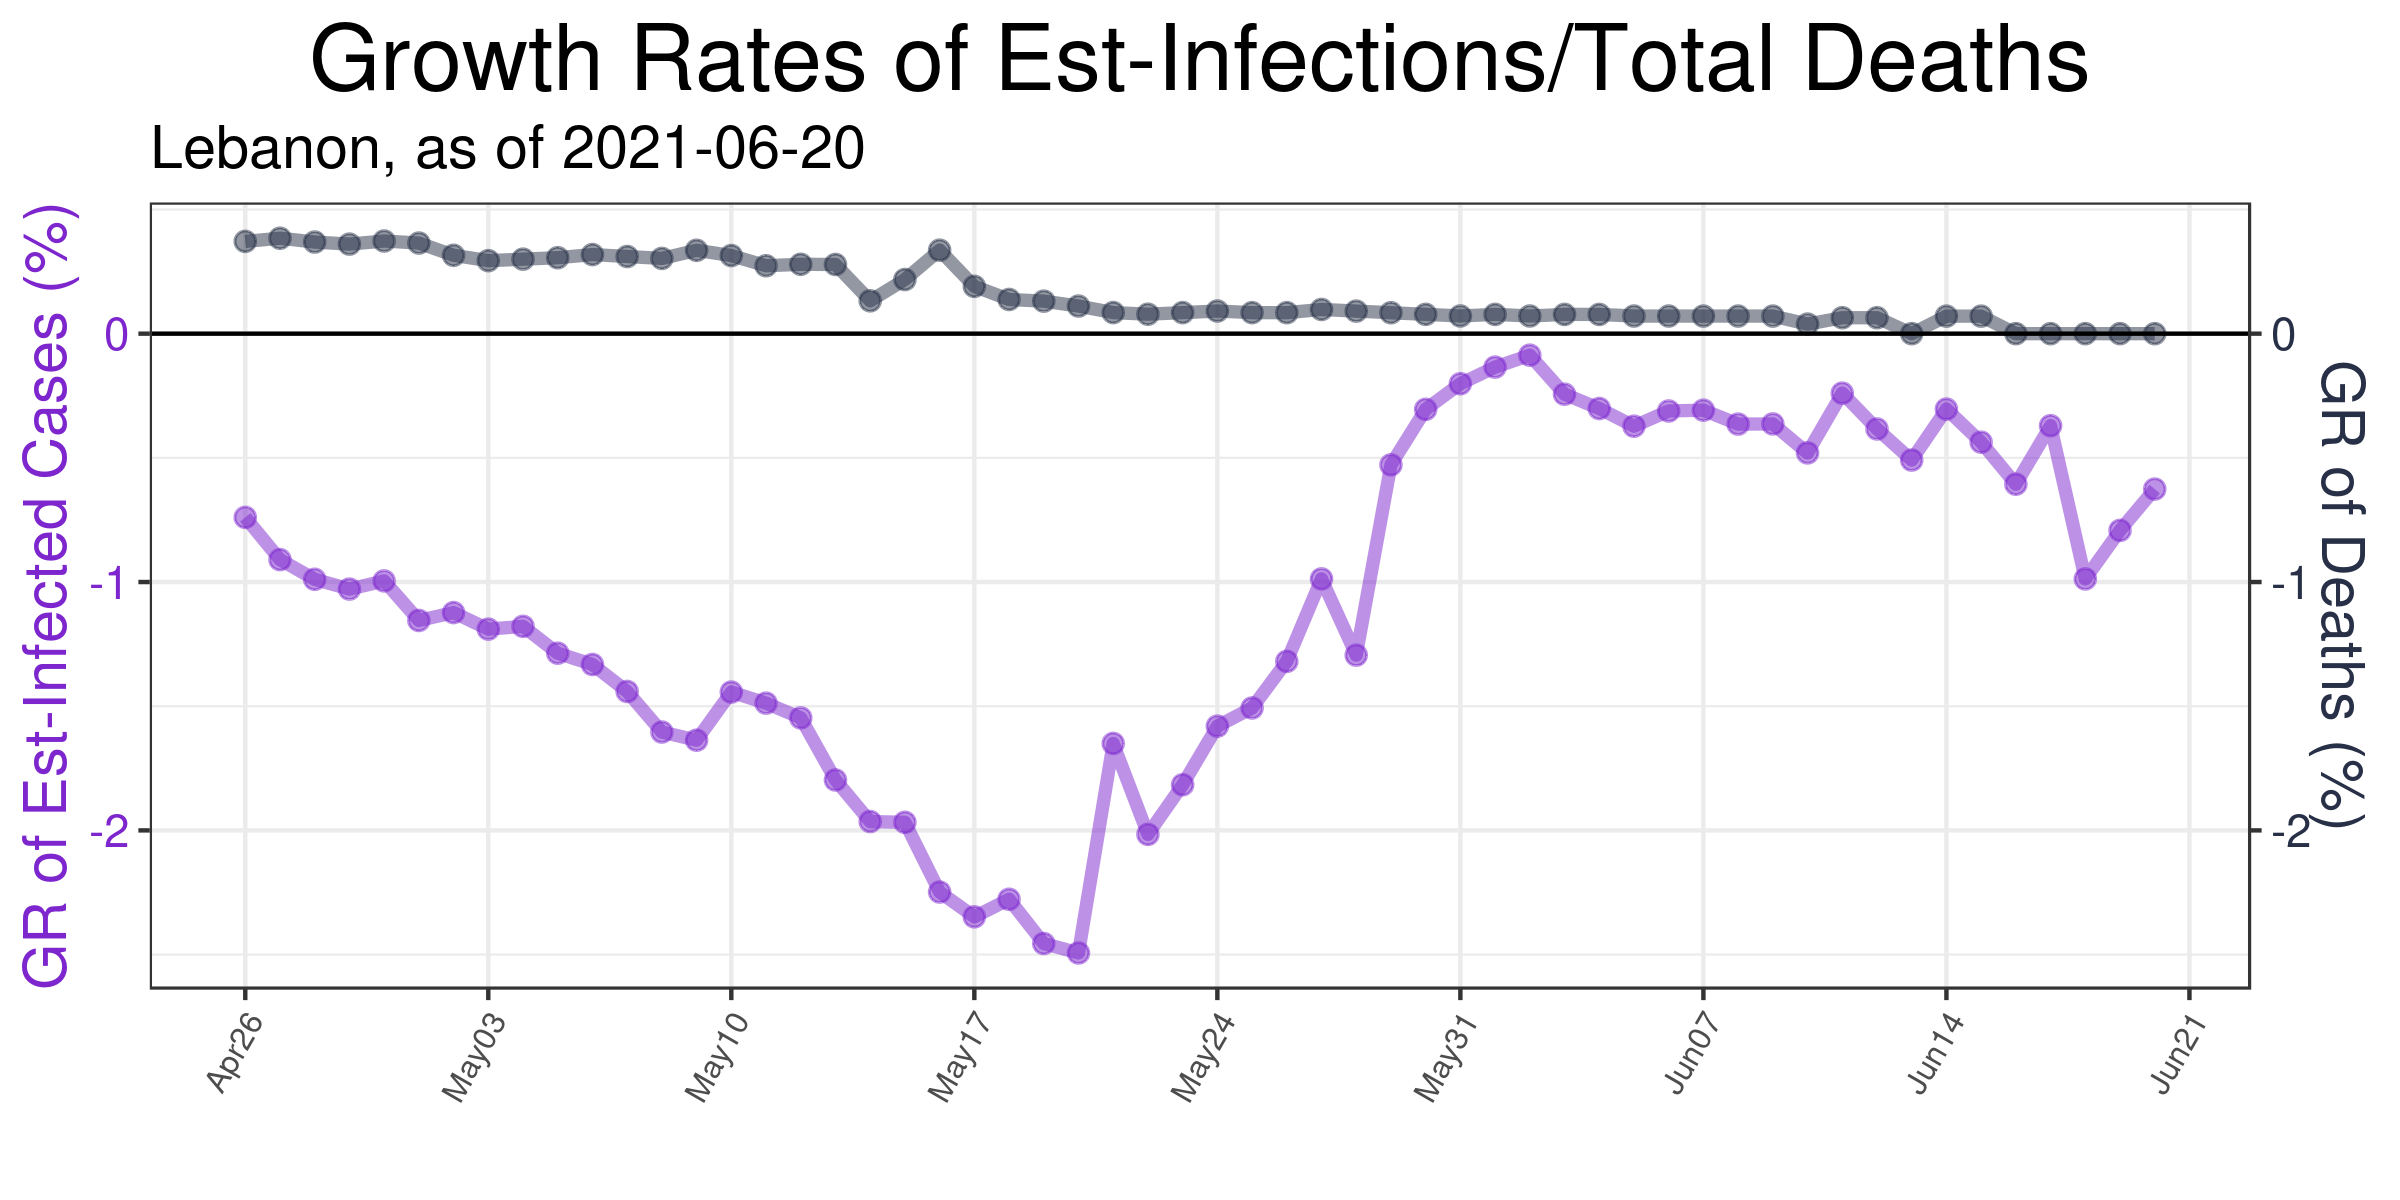 Growth Rates of Est-Infections/Total Deaths
Lebanon, as of 2021-06-20
GR of Est-Infected Cases (%)
0
-1
-2
0
-1
-2
GR of Deaths (%)
Apr26
May03
May10
May17
May24
May31
Jun07
Jun14
Jun21